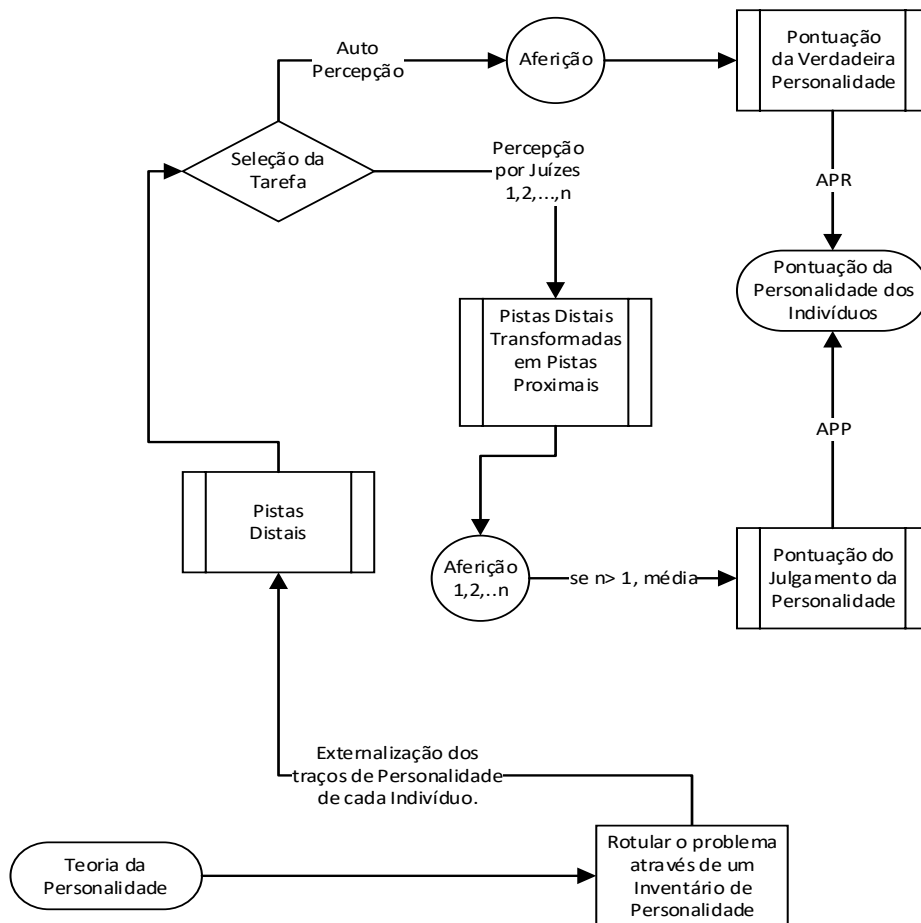 Auto
Percepção
Aferição
Pontuação
da Verdadeira
Personalidade
Seleção da
Tarefa
Percepção
por Juízes
1,2,...,n
APR
Pontuação da
Personalidade dos
Indivíduos
Pistas Distais
Transformadas
em Pistas
Proximais
APP
Pistas
Distais
Aferição
1,2,..n
se n> 1, média
Pontuação do
Julgamento da
Personalidade
Externalização dos
traços de Personalidade
de cada Indivíduo.
Teoria da
Personalidade
Rotular o problema
através de um
Inventário de
Personalidade